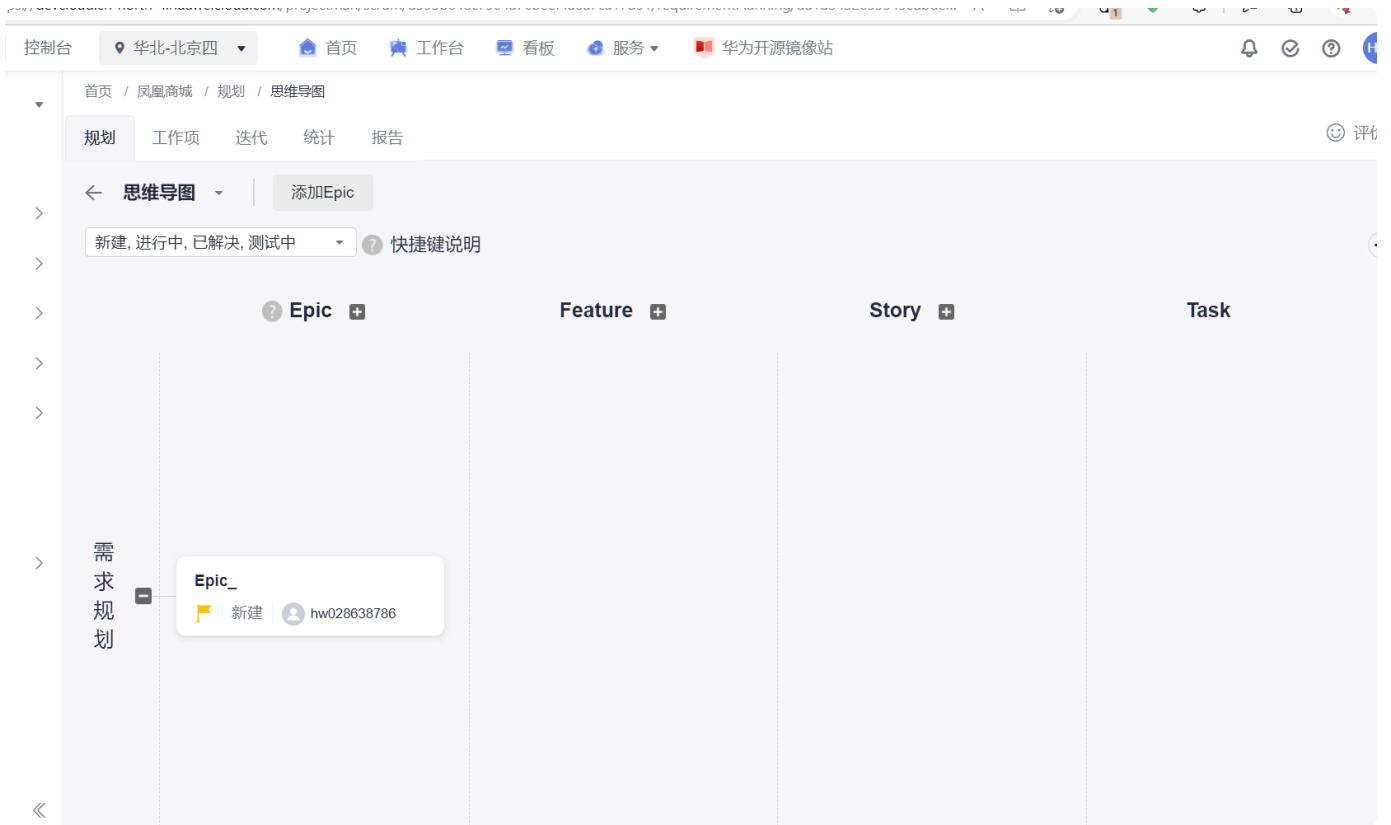 控制台 华北-北京四 首页 工作台 看板 服务 华为开源镜像站
首页 / 凤凰商城 / 规划 / 思维导图
规划 工作项 迭代 统计 报告
思维导图 添加Epic
新建, 进行中, 已解决, 测试中 快捷键说明
Epic Feature Story Task
需求规划
Epic_
新建 hw028638786